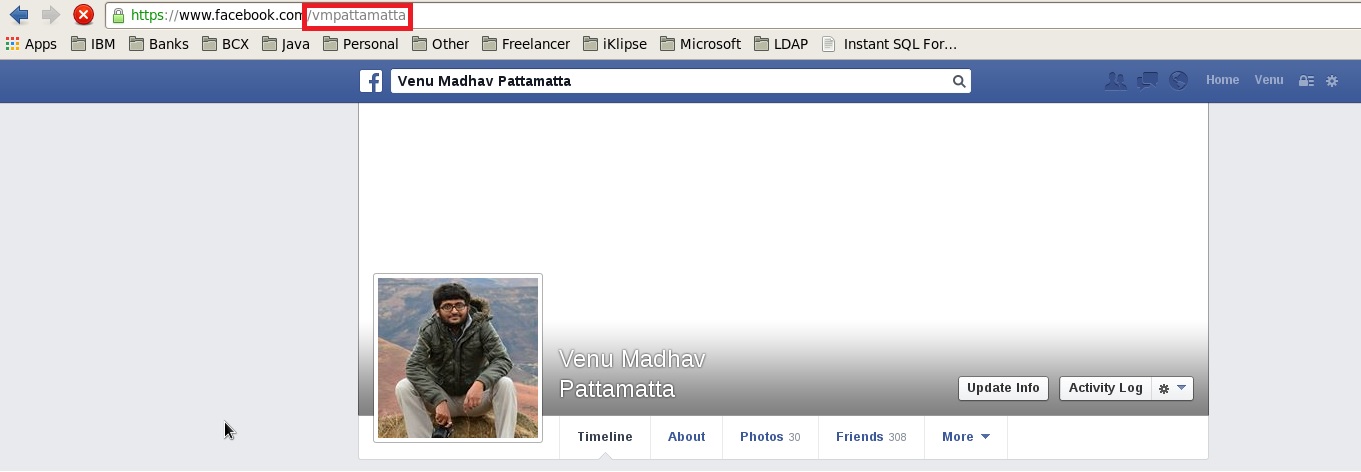 https://www.facebook.com/vmpattamatta
Apps IBM Banks BCX Java Personal Other Freelancer iKlipse Microsoft LDAP Instant SQL For...
f Venu Madhav Pattamatta Home Venu
Venu Madhav
Pattamatta
Update Info Activity Log
Timeline About Photos 30 Friends 308 More